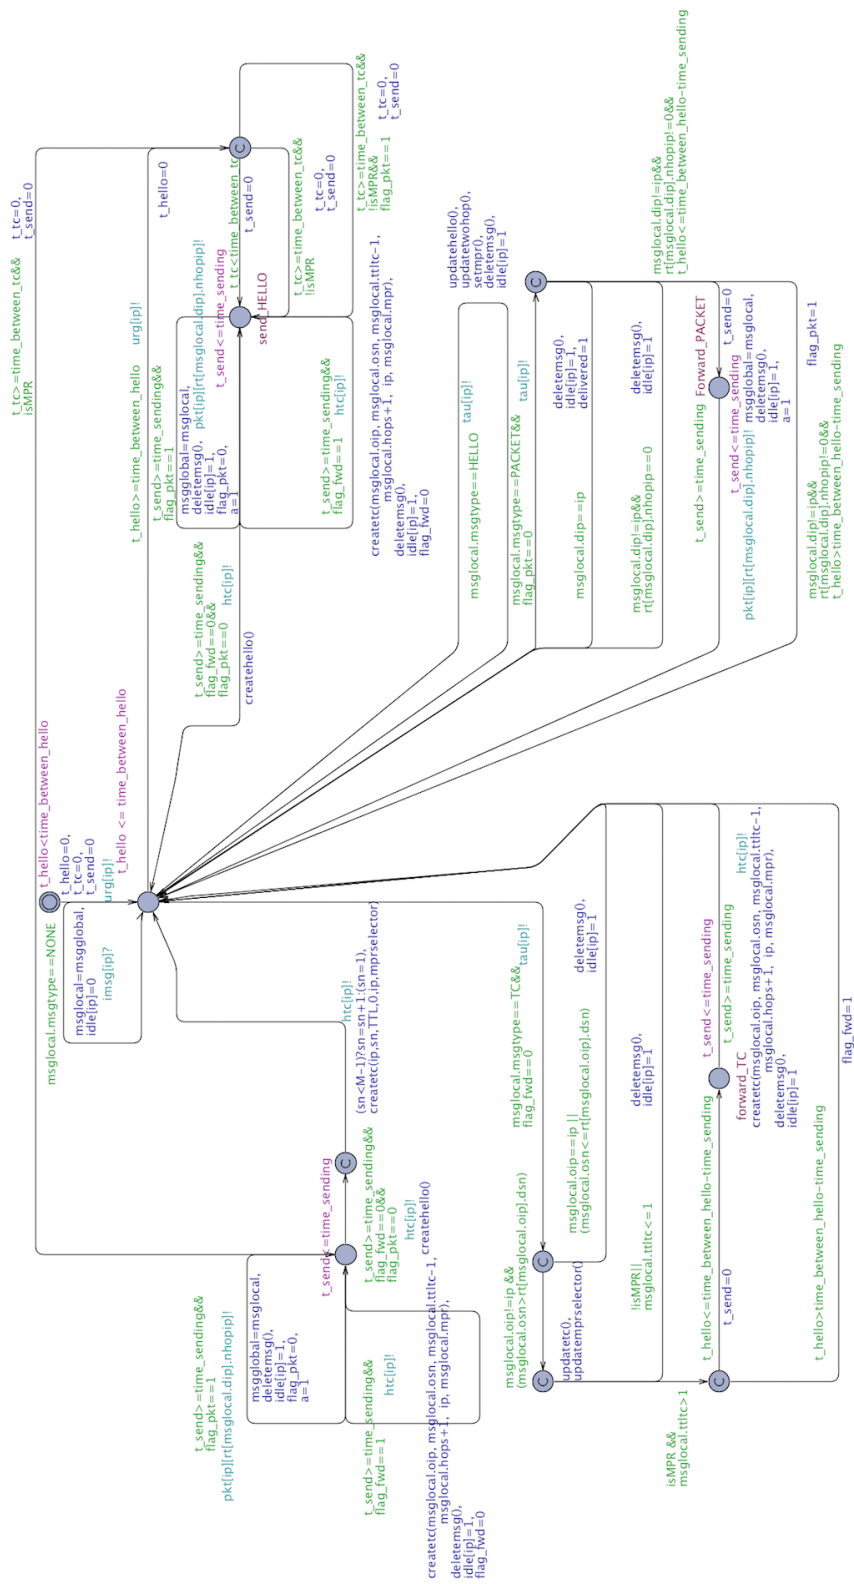 t_tc>=time_between_tc&&
isMPR
t_tc=0,
t_send=0
t_hello<time_between_hello
msglocal.msgtype==NONE
t_hello=0,
t_tc=0,
t_send=0
urg[ip]!
t_hello <= time_between_hello
msglocal=msgglobal,
idle[ip]=0
imsg[ip]?
t_hello>=time_between_hello
urg[ip]!
t_hello=0
t_send>=time_sending&&
flag_pkt==1
pkt[ip][rt[msglocal.dip].nhopip]!
msgglobal=msglocal,
deletemsg(),
idle[ip]=1,
flag_pkt=0,
a=1
t_send<=time_sending
send_HELLO
t_tc<time_between_tc
t_send=0
t_tc>=time_between_tc&&
!isMPR
t_tc=0,
t_send=0
t_tc>=time_between_tc&&
!isMPR&&
flag_pkt==1
t_tc=0,
t_send=0
t_send>=time_sending&&
flag_fwd==0&&
flag_pkt==0
htc[ip]!
createhello()
t_send>=time_sending&&
flag_fwd==1
htc[ip]!
createtc(msglocal.oip, msglocal.osn, msglocal.ttltc-1,
msglocal.hops+1, ip, msglocal.mpr),
deletemsg(),
idle[ip]=1,
flag_fwd=0
t_send>=time_sending&&
flag_pkt==1
pkt[ip][rt[msglocal.dip].nhopip]!
msgglobal=msglocal,
deletemsg(),
idle[ip]=1,
flag_pkt=0,
a=1
t_send<=time_sending
t_send>=time_sending&&
flag_fwd==0&&
flag_pkt==0
htc[ip]!
createhello()
htc[ip]!
(sn<M-1)?sn=sn+1:(sn=1),
createtc(ip,sn,TTL,0,ip,mprselector)
t_send>=time_sending&&
flag_fwd==1
htc[ip]!
createtc(msglocal.oip, msglocal.osn, msglocal.ttltc-1,
msglocal.hops+1, ip, msglocal.mpr),
deletemsg(),
idle[ip]=1,
flag_fwd=0
msglocal.msgtype==HELLO
tau[ip]!
updatehello(),
updatetwohop(),
setmpr(),
deletemsg(),
idle[ip]=1
msglocal.msgtype==PACKET&&
flag_pkt==0
tau[ip]!
msglocal.dip==ip
deletemsg(),
idle[ip]=1,
delivered=1
msglocal.dip!=ip&&
rt[msglocal.dip].nhopip==0
deletemsg(),
idle[ip]=1
msglocal.dip!=ip&&
rt[msglocal.dip].nhopip!=0&&
t_hello<=time_between_hello-time_sending
t_send=0
Forward_PACKET
t_send<=time_sending
t_send>=time_sending
pkt[ip][rt[msglocal.dip].nhopip]!
msgglobal=msglocal,
deletemsg(),
idle[ip]=1,
a=1
msglocal.dip!=ip&&
rt[msglocal.dip].nhopip!=0&&
t_hello>time_between_hello-time_sending
flag_pkt=1
msglocal.msgtype==TC&&
flag_fwd==0
tau[ip]!
msglocal.oip!=ip &&
(msglocal.osn>rt[msglocal.oip].dsn)
updatetc(),
updatemprselector()
msglocal.oip==ip ||
(msglocal.osn<=rt[msglocal.oip].dsn)
deletemsg(),
idle[ip]=1
!isMPR||
msglocal.ttltc<=1
deletemsg(),
idle[ip]=1
isMPR &&
msglocal.ttltc>1
t_hello<=time_between_hello-time_sending
t_send=0
t_send<=time_sending
forward_TC
t_send>=time_sending
htc[ip]!
createtc(msglocal.oip, msglocal.osn, msglocal.ttltc-1,
msglocal.hops+1, ip, msglocal.mpr),
deletemsg(),
idle[ip]=1
t_hello>time_between_hello-time_sending
flag_fwd=1
C
C
C
C
C
C